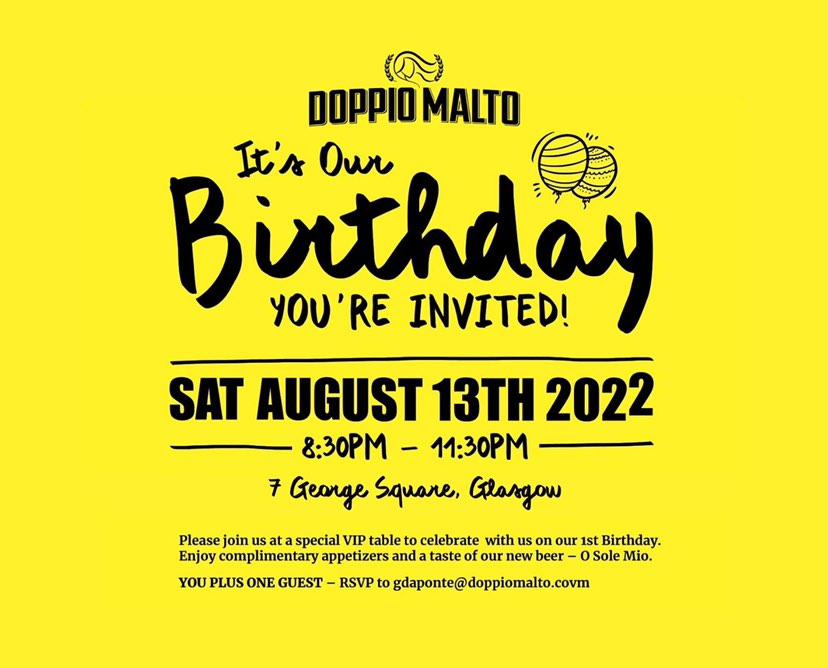 DOPPIO MALTO
It's Our
Birthday
YOU'RE INVITED!
SAT AUGUST 13TH 2022
8:30PM – 11:30PM
7 George Square, Glasgow
Please join us at a special VIP table to celebrate with us on our 1st Birthday.
Enjoy complimentary appetizers and a taste of our new beer – O Sole Mio.
YOU PLUS ONE GUEST – RSVP to gdaponte@doppiomalto.covm